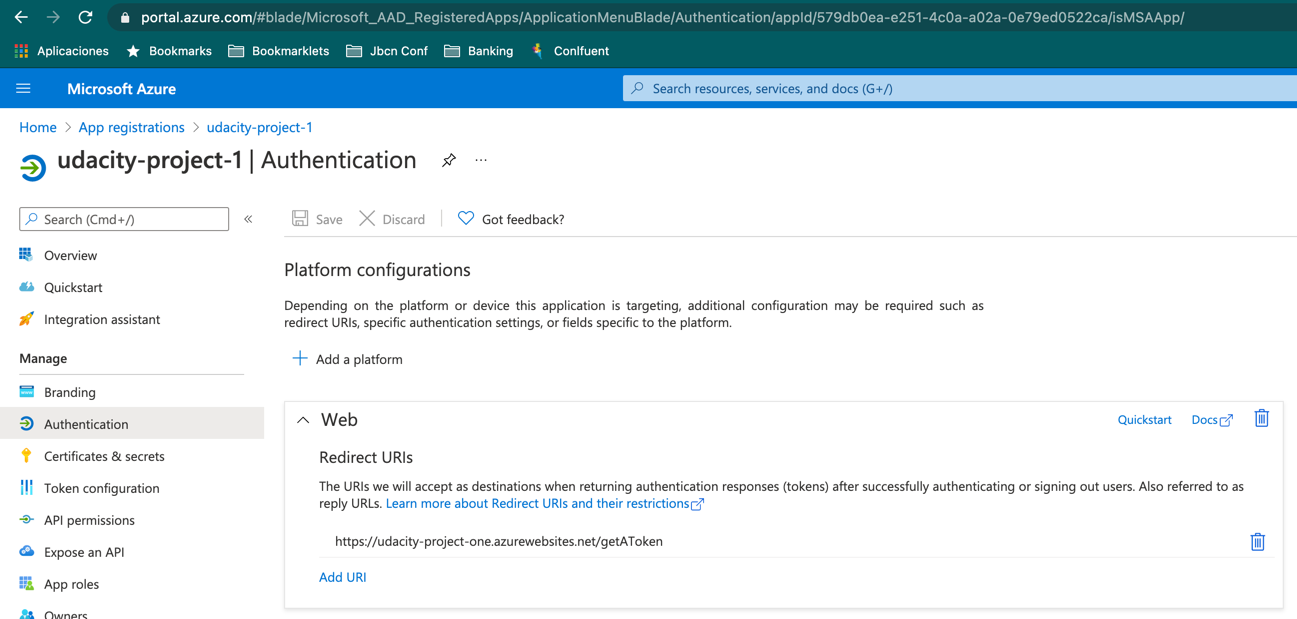 portal.azure.com/#blade/Microsoft_AAD_RegisteredApps/ApplicationMenuBlade/Authentication/appId/579db0ea-e251-4c0a-a02a-0e79ed0522ca/isMSAApp/
Aplicaciones Bookmarks Bookmarklets Jbcn Conf Banking Conlfuent
Microsoft Azure
Search resources, services, and docs (G+/)
Home > App registrations > udacity-project-1
udacity-project-1 | Authentication
Search (Cmd+/)
«
Overview
Quickstart
Integration assistant
Manage
Branding
Authentication
Certificates & secrets
Token configuration
API permissions
Expose an API
App roles
Owners
Save Discard Got feedback?
Platform configurations
Depending on the platform or device this application is targeting, additional configuration may be required such as
redirect URIs, specific authentication settings, or fields specific to the platform.
Add a platform
Web
Quickstart Docs
Redirect URIs
The URIs we will accept as destinations when returning authentication responses (tokens) after successfully authenticating or signing out users. Also referred to as
reply URLs. Learn more about Redirect URIs and their restrictions
https://udacity-project-one.azurewebsites.net/getAToken
Add URI